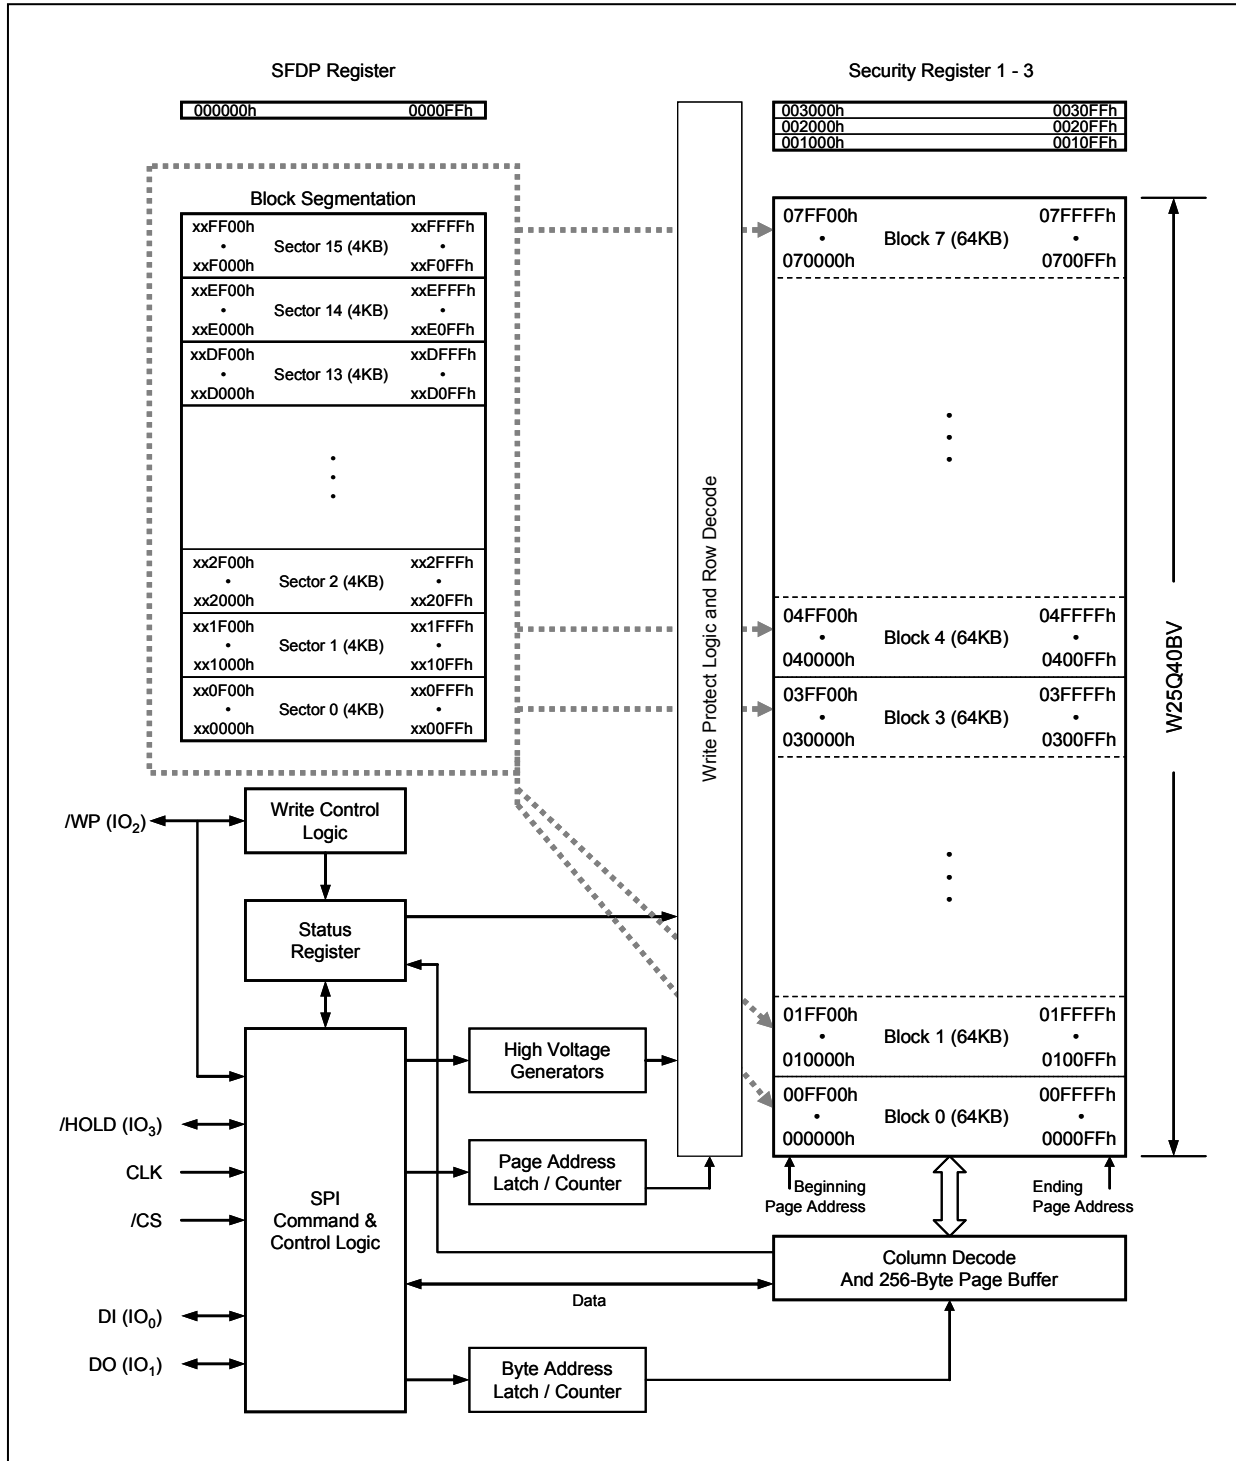 SFDP Register
000000h 0000FFh
Security Register 1 - 3
003000h 0030FFh
002000h 0020FFh
001000h 0010FFh
Block Segmentation
xxFF00h xxFFFFh
• Sector 15 (4KB) •
xxF000h xxF0FFh
xxEF00h xxEFFFh
• Sector 14 (4KB) •
xxE000h xxE0FFh
xxDF00h xxDFFFh
• Sector 13 (4KB) •
xxD000h xxD0FFh
xx2F00h xx2FFFh
• Sector 2 (4KB) •
xx2000h xx20FFh
xx1F00h xx1FFFh
• Sector 1 (4KB) •
xx1000h xx10FFh
xx0F00h xx0FFFh
• Sector 0 (4KB) •
xx0000h xx00FFh
Write Protect Logic and Row Decode
07FF00h 07FFFFh
• Block 7 (64KB) •
070000h 0700FFh
04FF00h 04FFFFh
• Block 4 (64KB) •
040000h 0400FFh
03FF00h 03FFFFh
• Block 3 (64KB) •
030000h 0300FFh
01FF00h 01FFFFh
• Block 1 (64KB) •
010000h 0100FFh
00FF00h 00FFFFh
• Block 0 (64KB) •
000000h 0000FFh
W25Q40BV
Beginning
Page Address
Ending
Page Address
/WP (IO2)
Write Control
Logic
Status
Register
High Voltage
Generators
/HOLD (IO3)
CLK
/CS
DI (IO0)
DO (IO1)
SPI
Command &
Control Logic
Page Address
Latch / Counter
Column Decode
And 256-Byte Page Buffer
Data
Byte Address
Latch / Counter